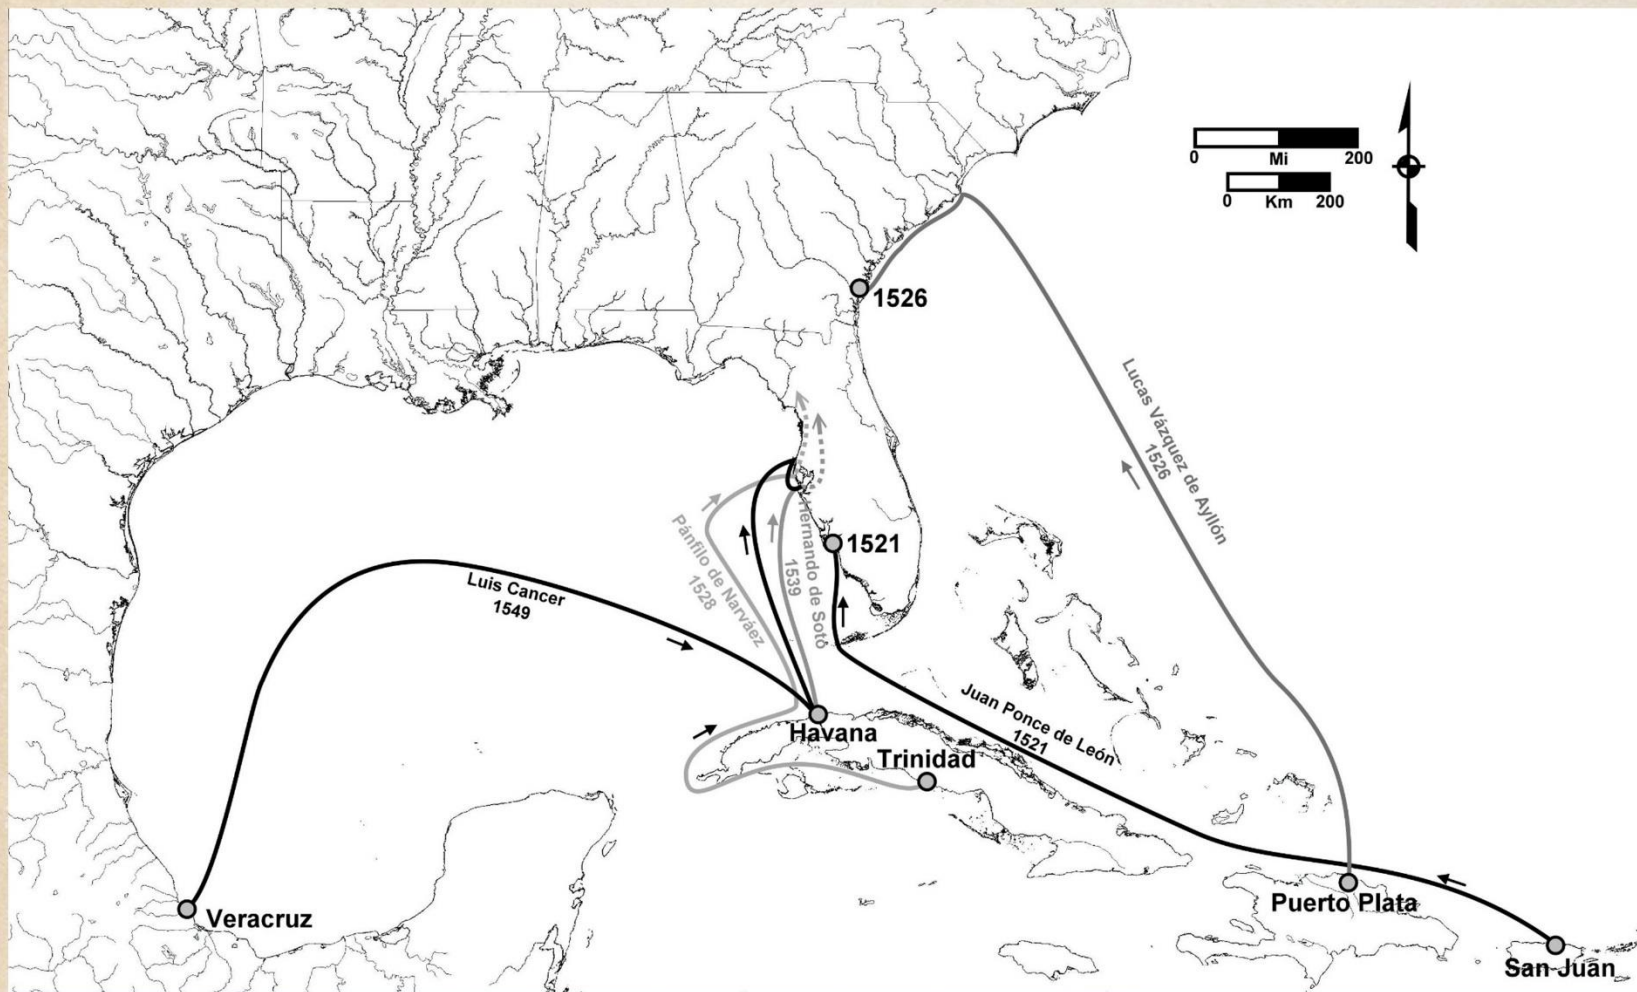 0 Mi 200
0 Km 200
1526
Lucas Vázquez de Ayllón
1526
1521
Hernando de Soto
1539
Pánfilo de Narváez
1528
Luis Cancer
1549
Juan Ponce de León
1521
Havana
Trinidad
Puerto Plata
Veracruz
San Juan